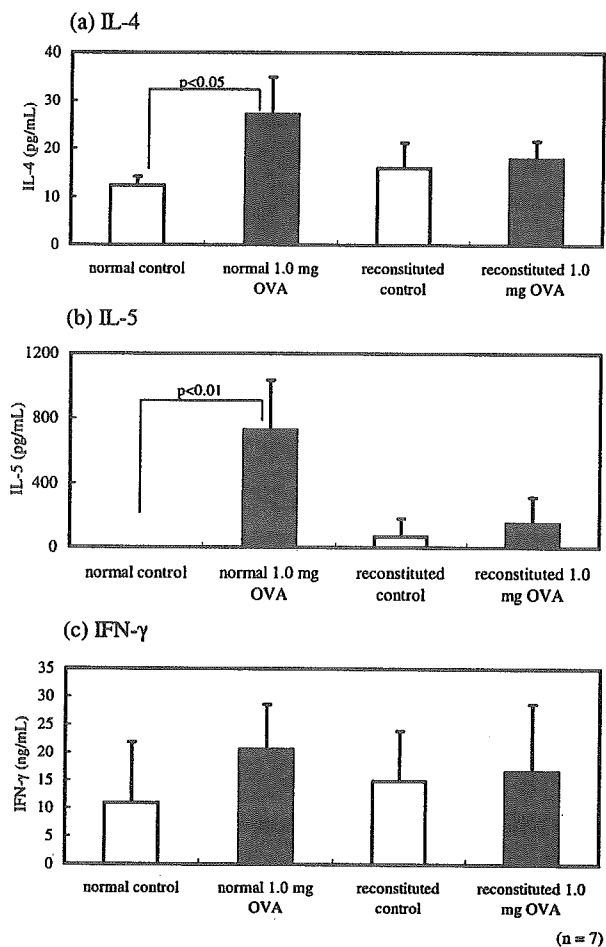 (a) IL-4
40
30
20
10
0
IL-4 (pg/mL)
p<0.05
normal control
normal 1.0 mg
OVA
reconstituted
control
reconstituted 1.0
mg OVA
(b) IL-5
1200
800
400
0
IL-5 (pg/mL)
p<0.01
normal control
normal 1.0 mg
OVA
reconstituted
control
reconstituted 1.0
mg OVA
(c) IFN-γ
35
30
25
20
15
10
5
0
IFN-γ (ng/mL)
normal control
normal 1.0 mg
OVA
reconstituted
control
reconstituted 1.0
mg OVA
(n = 7)